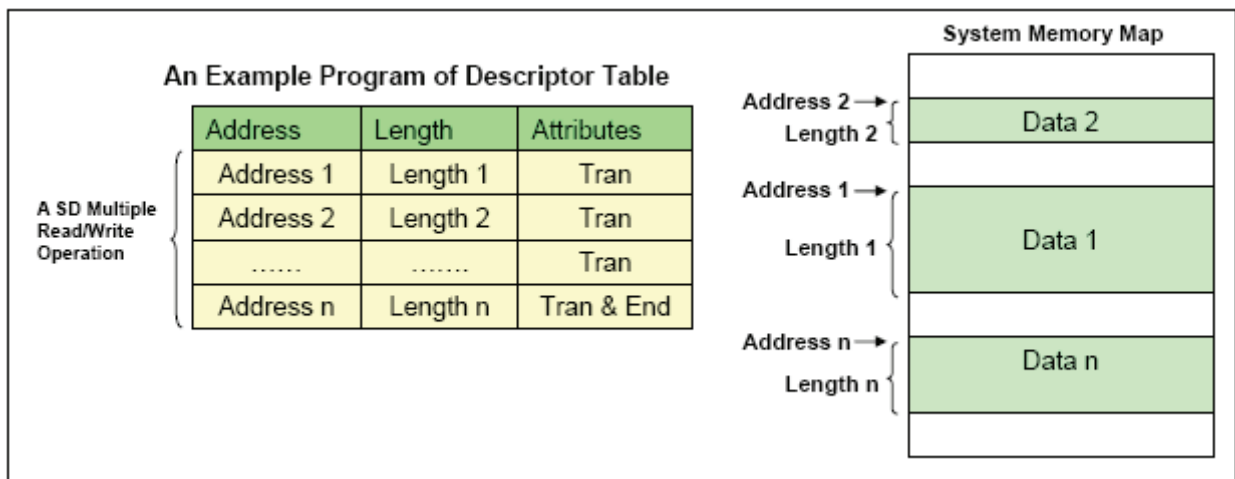 System Memory Map
An Example Program of Descriptor Table
Address Length Attributes
Address 1 Length 1 Tran
Address 2 Length 2 Tran
...... ....... Tran
Address n Length n Tran & End
A SD Multiple
Read/Write
Operation
Address 2
Length 2
Data 2
Address 1
Length 1
Data 1
Address n
Length n
Data n